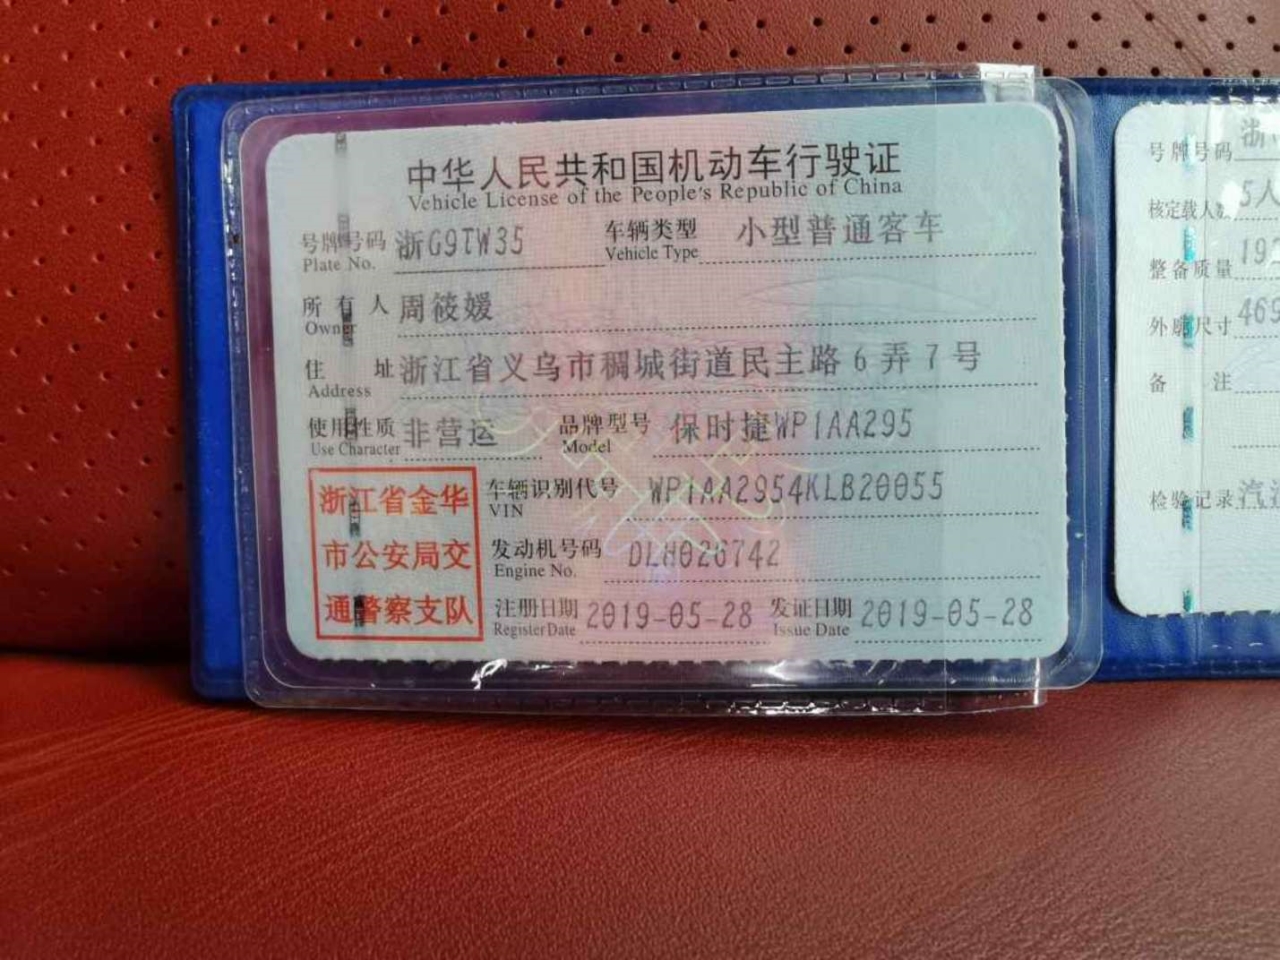 中华人民共和国机动车行驶证
Vehicle License of the People's Republic of China
号牌号码 浙G9TW35 车辆类型 小型普通客车
Plate No. Vehicle Type
所有人 周筱媛
Owner
住址 浙江省义乌市稠城街道民主路6弄7号
Address
使用性质 非营运 品牌型号 保时捷WP1AA295
Use Character Model
浙江省金华
市公安局交
通警察支队
车辆识别代号 WP1AA2954KLB20055
VIN
发动机号码 DLH026742
Engine No.
注册日期 2019-05-28 发证日期 2019-05-28
Register Date Issue Date
号牌号码 浙
核定载人数 5人
整备质量 19
外廓尺寸 46
备注
检验记录 汽